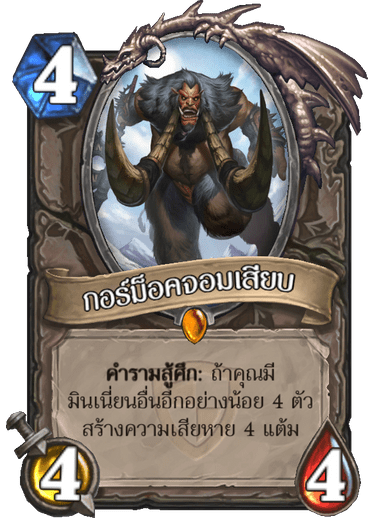 4
กอร์ม็อคจอมเสียบ
คำรามสู้ศึก: ถ้าคุณมี
มินเนี่ยนอื่นอีกอย่างน้อย 4 ตัว
สร้างความเสียหาย 4 แต้ม
4
4